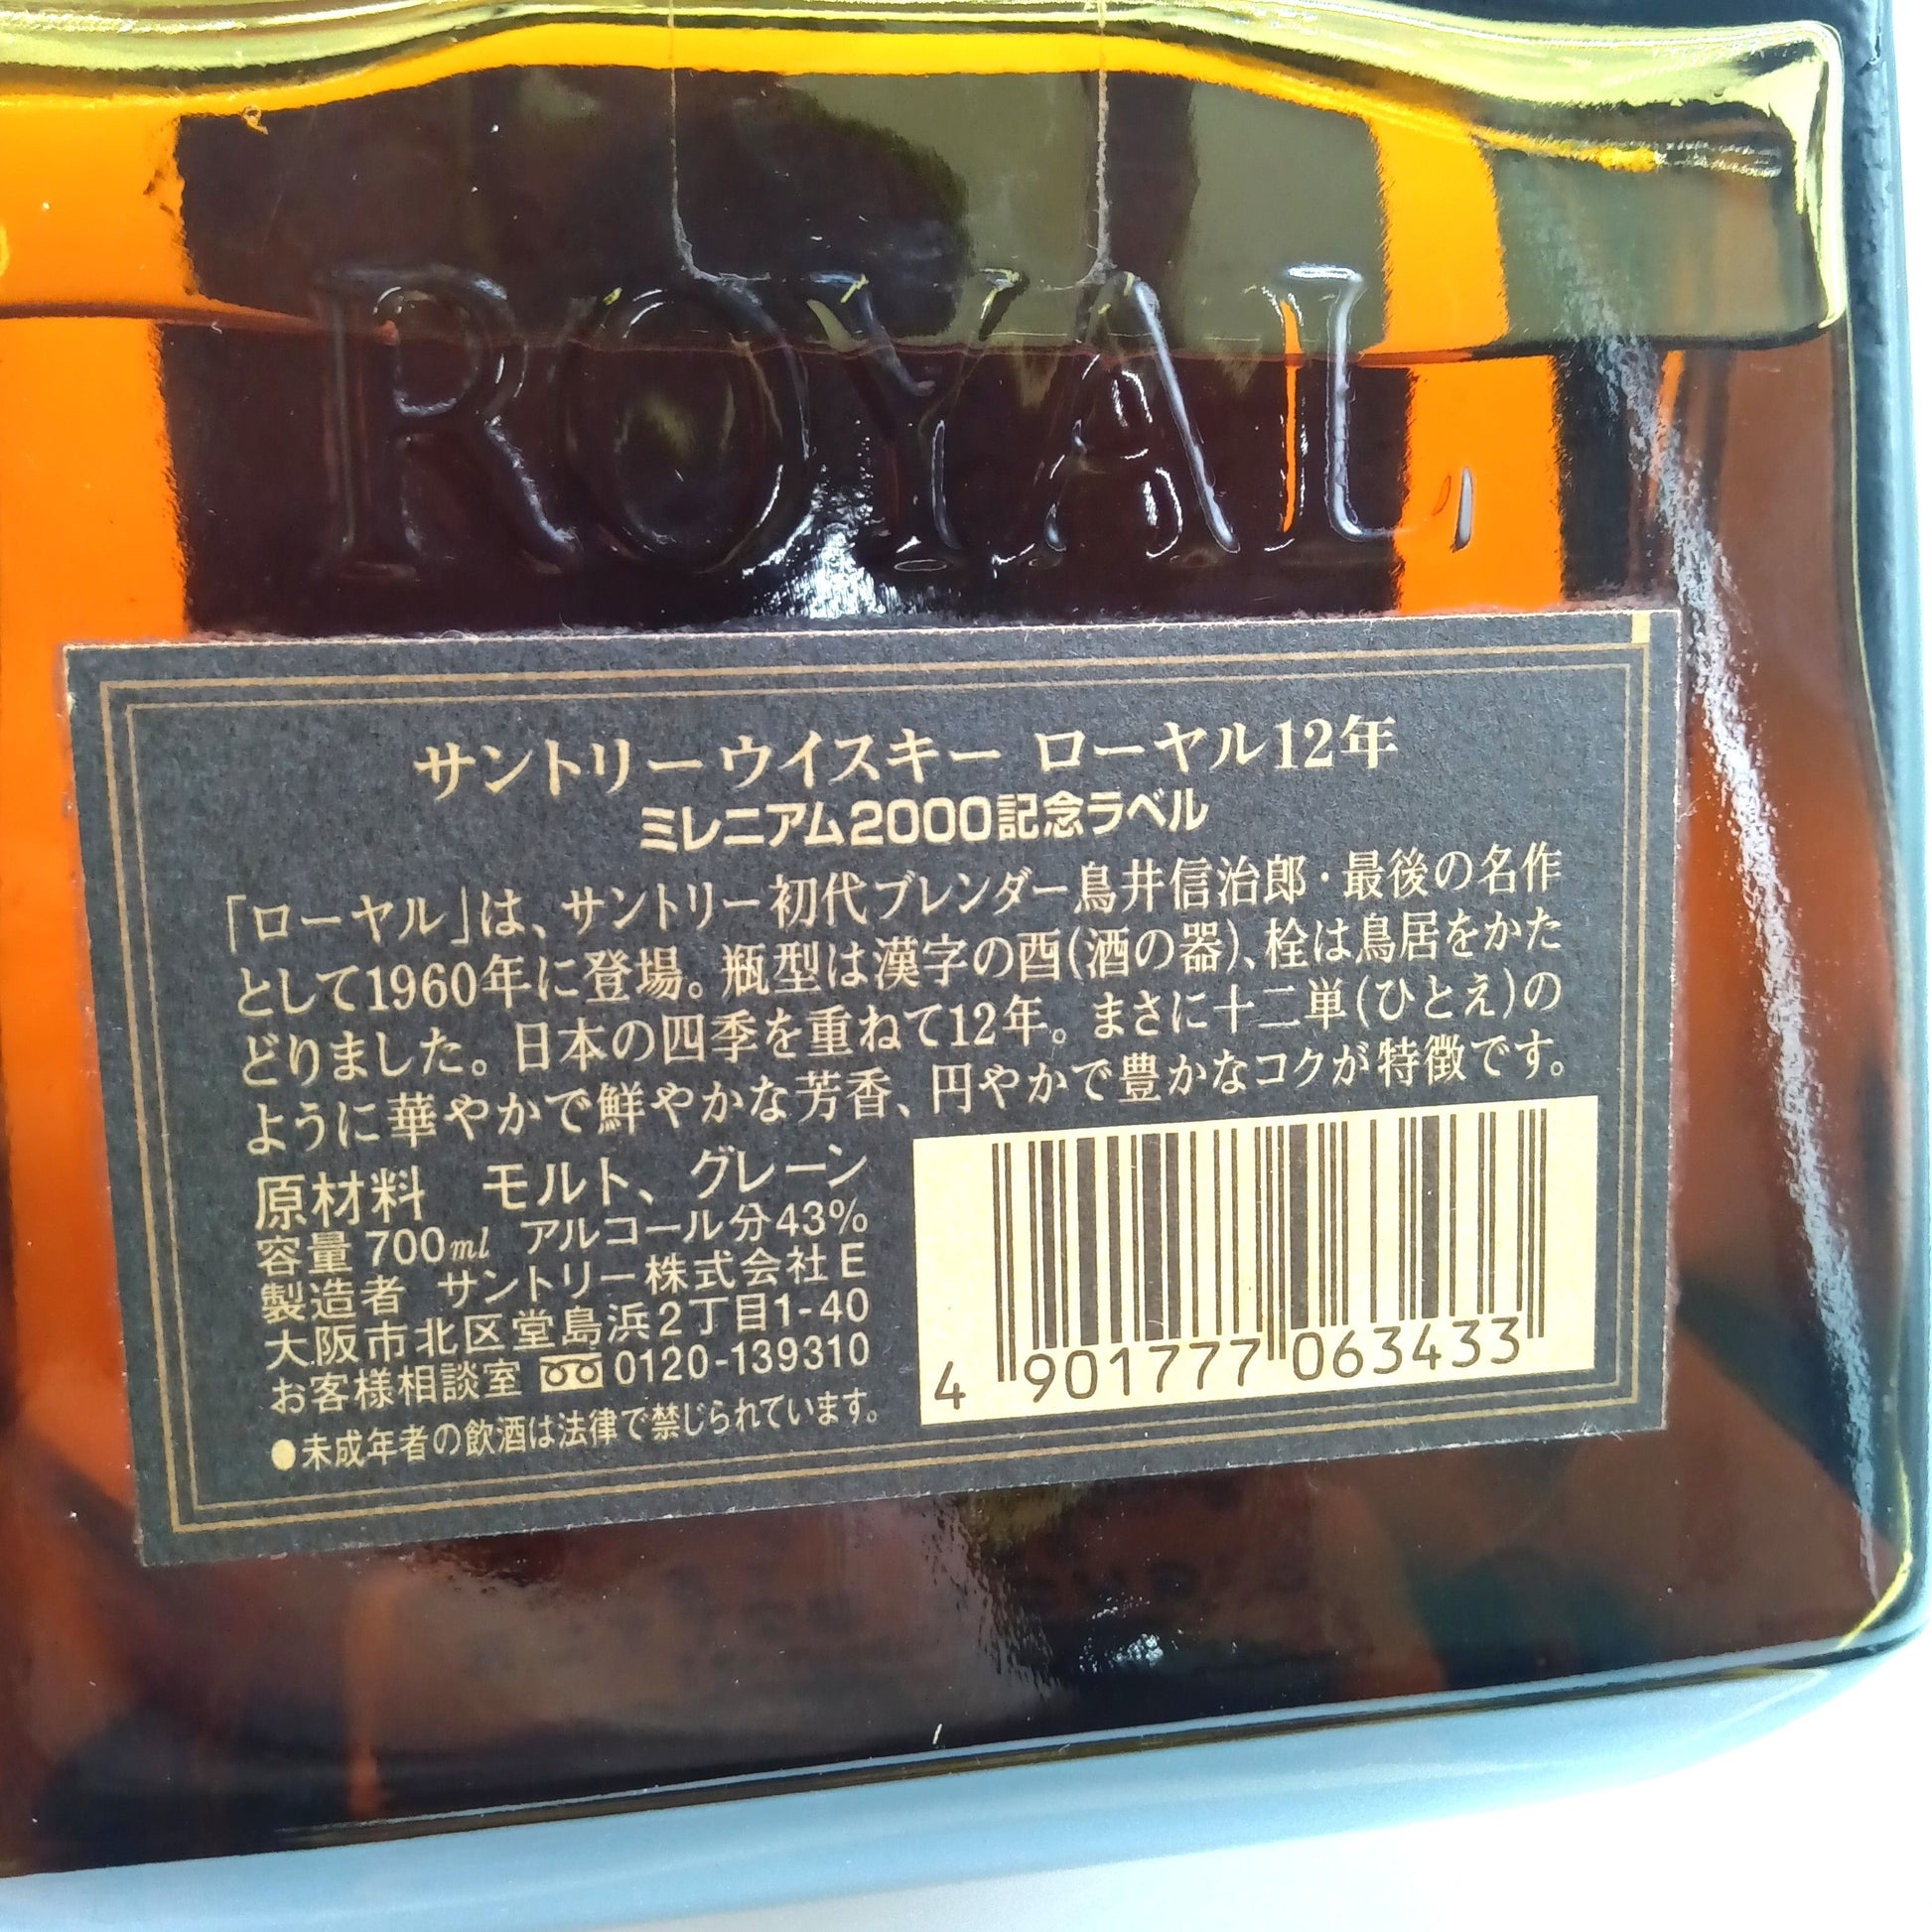 ROYAL
サントリーウイスキー ローヤル12年
ミレニアム2000記念ラベル
「ローヤル」は、サントリー初代ブレンダー鳥井信治郎・最後の名作
として1960年に登場。瓶型は漢字の酉(酒の器)、栓は鳥居をかた
どりました。日本の四季を重ねて12年。まさに十二単(ひとえ)の
ように華やかで鮮やかな芳香、円やかで豊かなコクが特徴です。
原材料 モルト、グレーン
容量 700ml アルコール分43%
製造者 サントリー株式会社E
大阪市北区堂島浜2丁目1-40
お客様相談室 0120-139310
●未成年者の飲酒は法律で禁じられています。
4 901777 063433